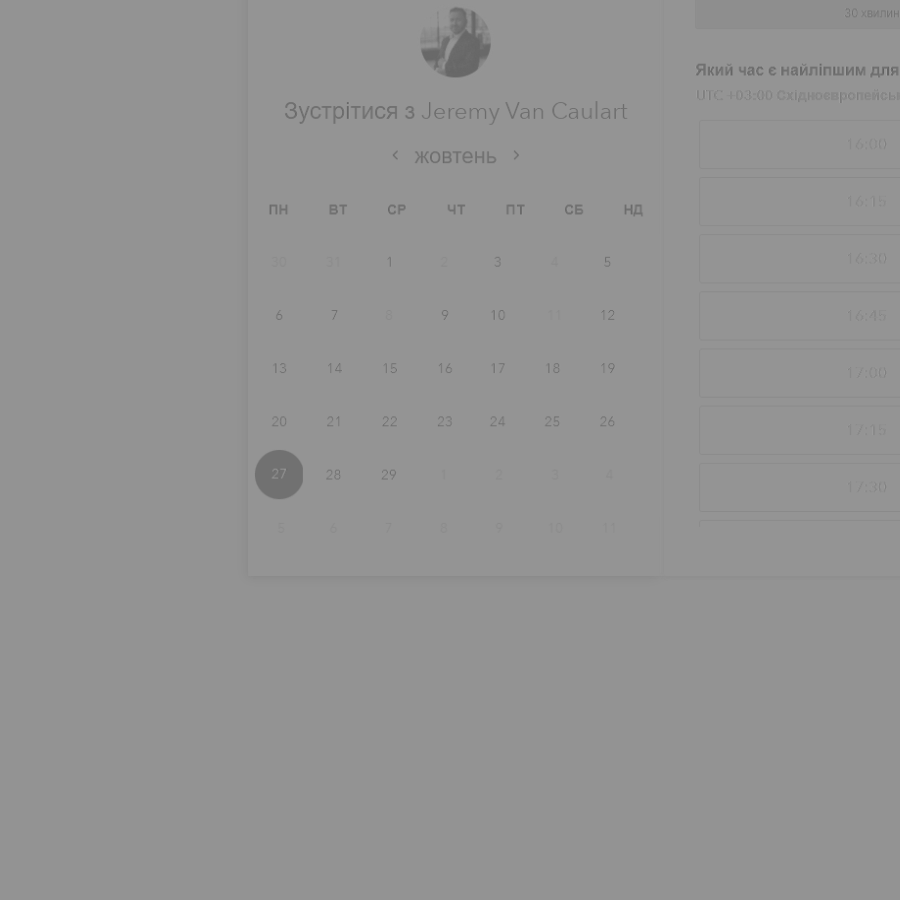 Зустрітися з Jeremy Van Caulart
жовтень
ПН ВТ СР ЧТ ПТ СБ НД
30 31 1 2 3 4 5
6 7 8 9 10 11 12
13 14 15 16 17 18 19
20 21 22 23 24 25 26
27 28 29 1 2 3 4
5 6 7 8 9 10 11
30 хвилин
Який час є найліпшим для
UTC +03:00 Східноєвропейсь
16:00
16:15
16:30
16:45
17:00
17:15
17:30